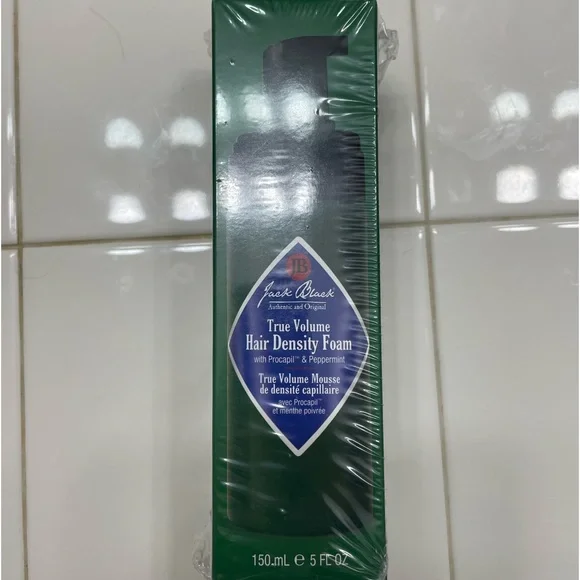 JB
Jack Black
Authentic and Original
True Volume
Hair Density Foam
with Procapil™ & Peppermint
True Volume Mousse
de densité capillaire
avec Procapil™
et menthe poivrée
150.mL ℮ 5 FL OZ